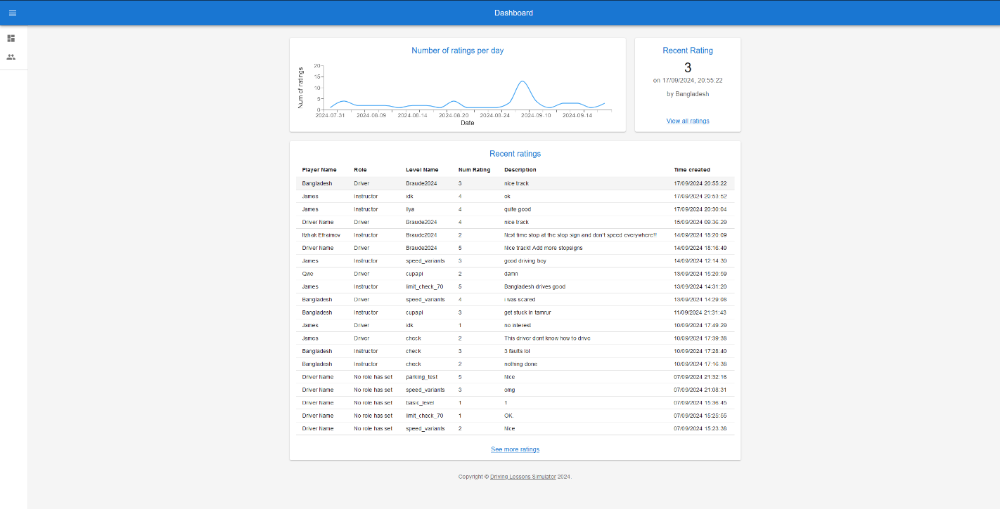 Dashboard
Number of ratings per day
Num of ratings
20
15
10
5
0
2024-07-31 2024-08-09 2024-08-14 2024-08-20 2024-08-24 2024-09-10 2024-09-14
Date
Recent Rating
3
on 17/09/2024, 20:55:22
by Bangladesh
View all ratings
Recent ratings
Player Name Role Level Name Num Rating Description Time created
Bangladesh Driver Braude2024 3 nice track 17/09/2024 20:55:22
James Instructor idk 4 ok 17/09/2024 20:53:52
James Instructor ilya 4 quite good 17/09/2024 20:30:04
Driver Name Driver Braude2024 4 nice track 15/09/2024 09:36:29
Itzhak Efraimov Instructor Braude2024 2 Next time stop at the stop sign and don't speed everywhere!! 14/09/2024 18:20:09
Driver Name Driver Braude2024 5 Nice track! Add more stopsigns 14/09/2024 18:16:49
James Instructor speed_variants 3 good driving boy 14/09/2024 12:14:30
Qwe Driver cupapi 2 damn 13/09/2024 15:20:59
James Instructor limit_check_70 5 Bangladesh drives good 13/09/2024 14:31:20
Bangladesh Driver speed_variants 4 i was scared 13/09/2024 14:29:08
Bangladesh Instructor cupapi 3 get stuck in tamrur 11/09/2024 21:31:43
James Driver idk 1 no interest 10/09/2024 17:49:29
James Driver check 2 This driver dont know how to drive 10/09/2024 17:39:38
Bangladesh Instructor check 3 3 faults lol 10/09/2024 17:28:40
Bangladesh Instructor check 2 nothing done 10/09/2024 17:16:38
Driver Name No role has set parking_test 5 Nice 07/09/2024 21:32:16
Driver Name No role has set speed_variants 3 omg 07/09/2024 21:08:31
Driver Name No role has set basic_level 1 1 07/09/2024 15:36:45
Driver Name No role has set limit_check_70 1 OK. 07/09/2024 15:25:55
Driver Name No role has set speed_variants 2 Nice 07/09/2024 15:23:38
See more ratings
Copyright © Driving Lessons Simulator 2024.